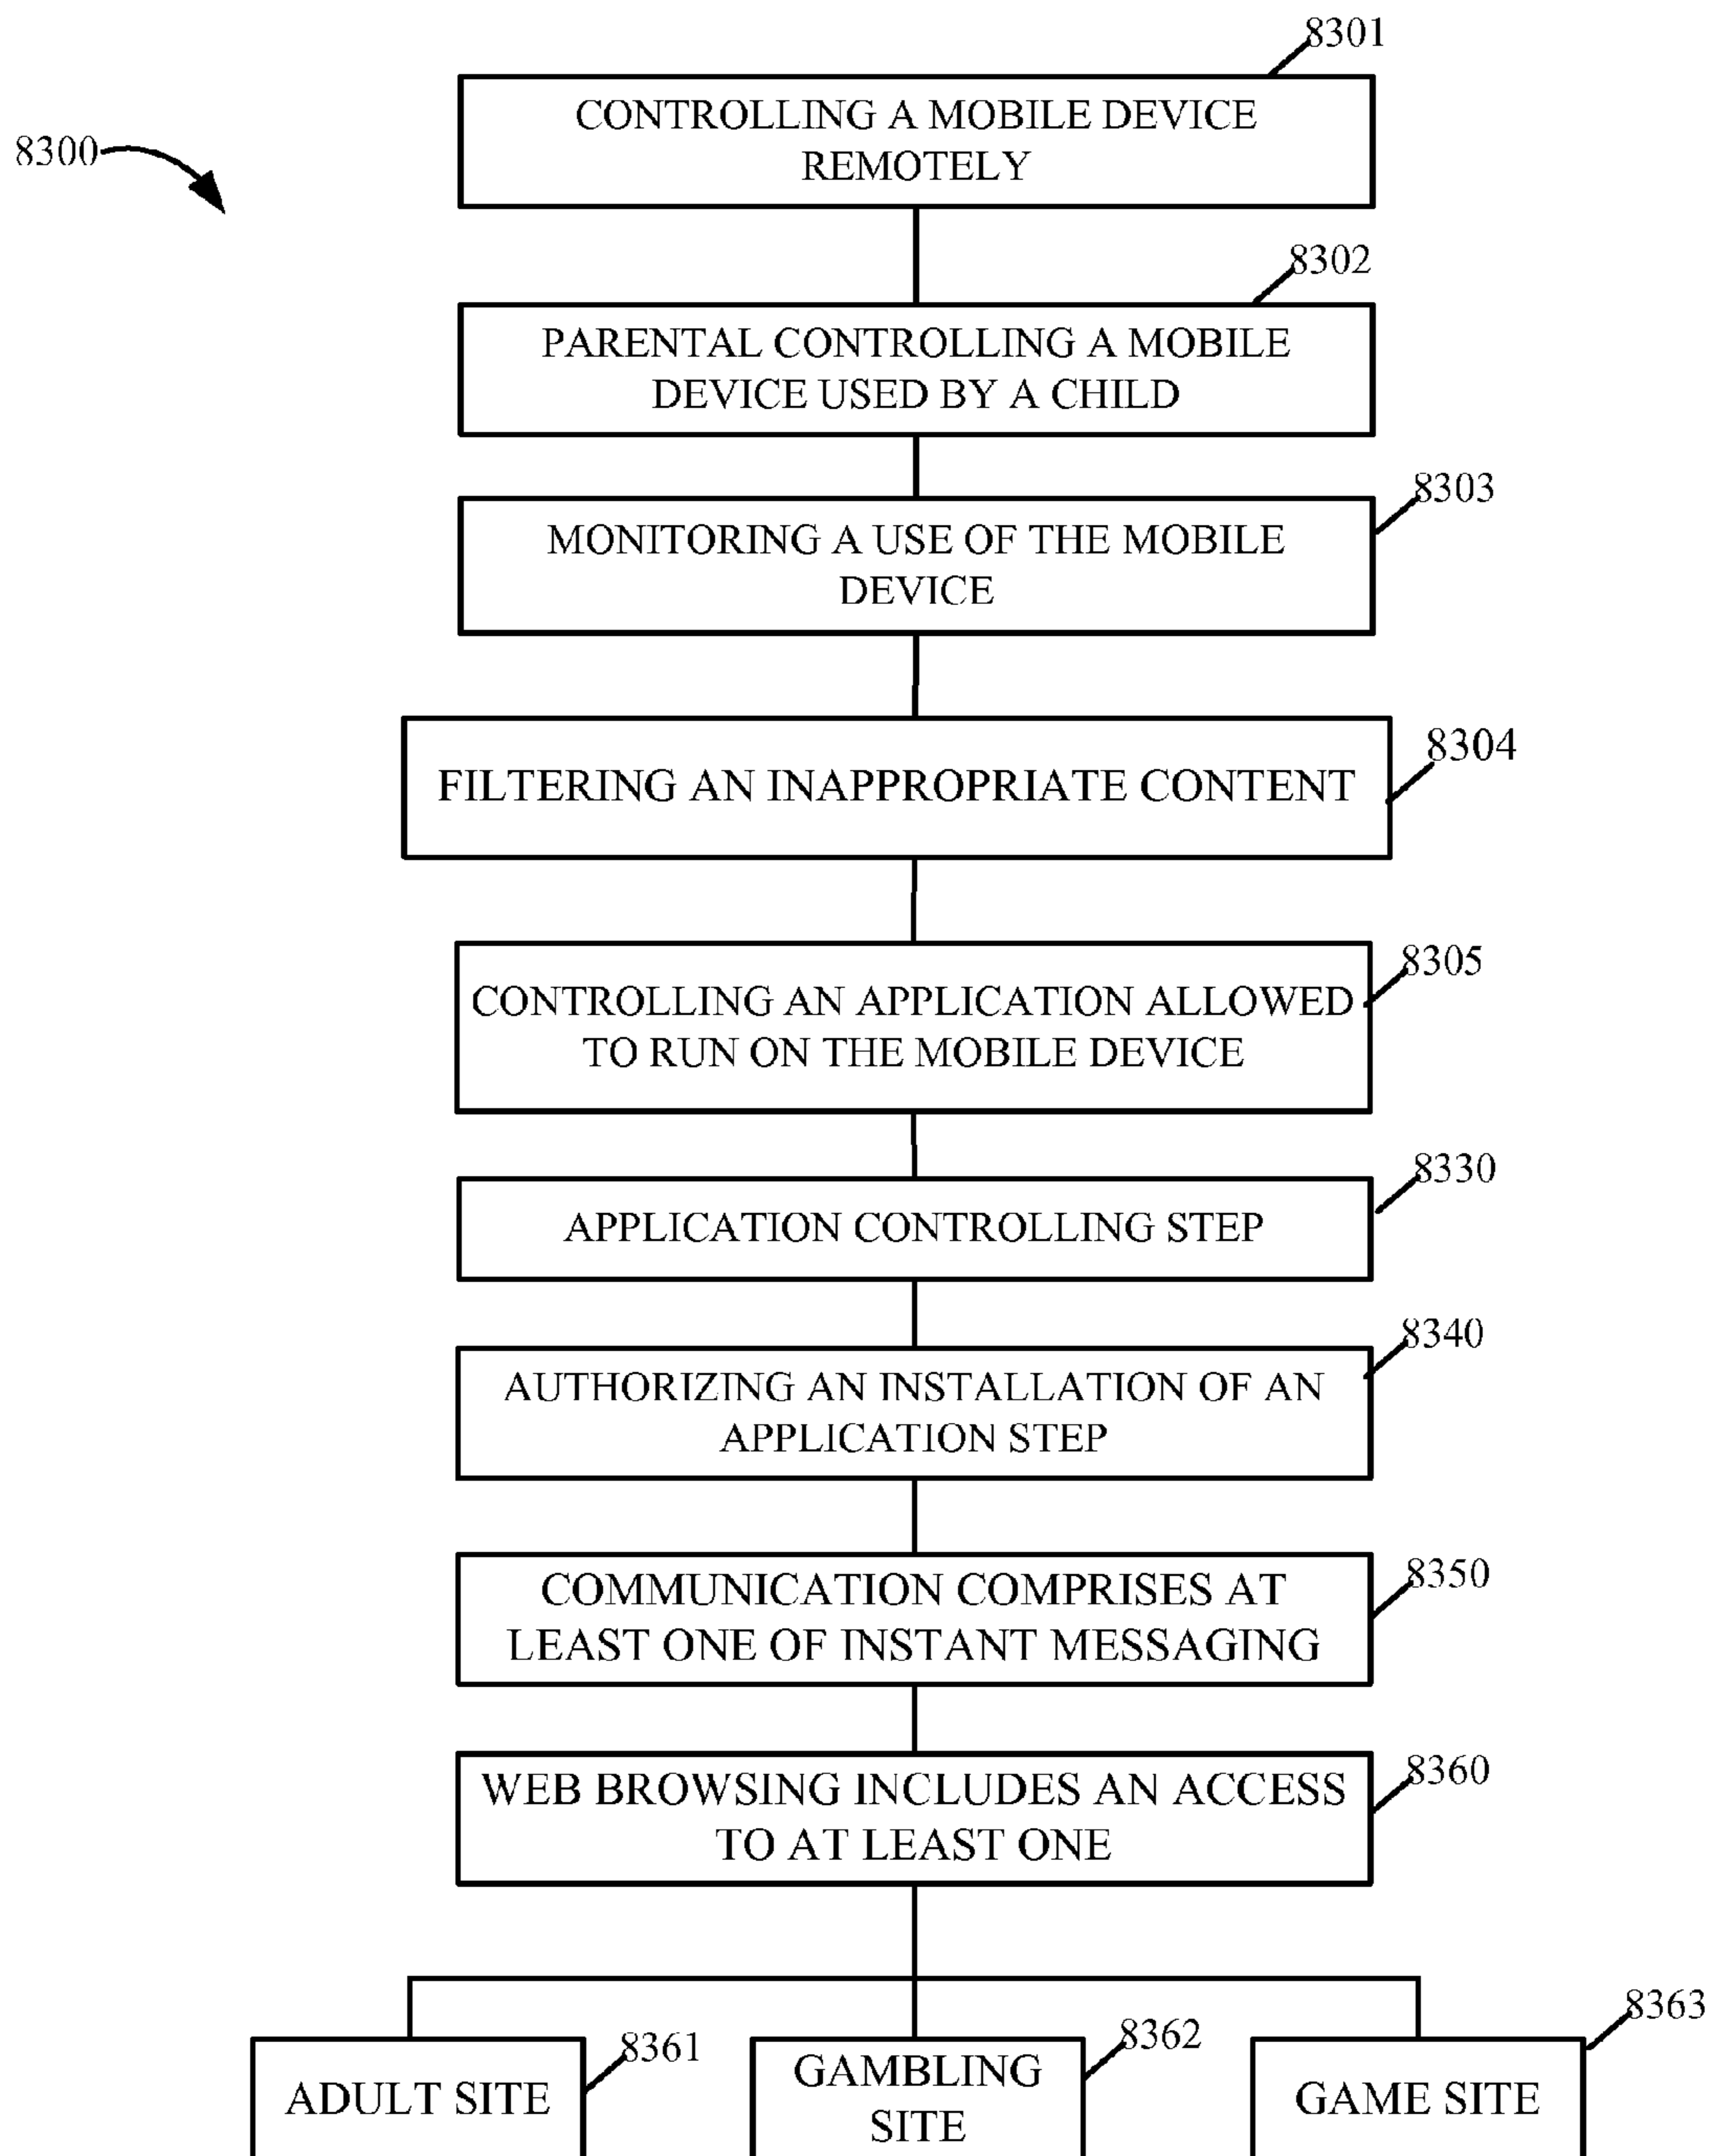 8301
CONTROLLING A MOBILE DEVICE
REMOTELY
8300
8302
PARENTAL CONTROLLING A MOBILE
DEVICE USED BY A CHILD
8303
MONITORING A USE OF THE MOBILE
DEVICE
8304
FILTERING AN INAPPROPRIATE CONTENT
8305
CONTROLLING AN APPLICATION ALLOWED
TO RUN ON THE MOBILE DEVICE
8330
APPLICATION CONTROLLING STEP
8340
AUTHORIZING AN INSTALLATION OF AN
APPLICATION STEP
8350
COMMUNICATION COMPRISES AT
LEAST ONE OF INSTANT MESSAGING
8360
WEB BROWSING INCLUDES AN ACCESS
TO AT LEAST ONE
8361
ADULT SITE
8362
GAMBLING
SITE
8363
GAME SITE